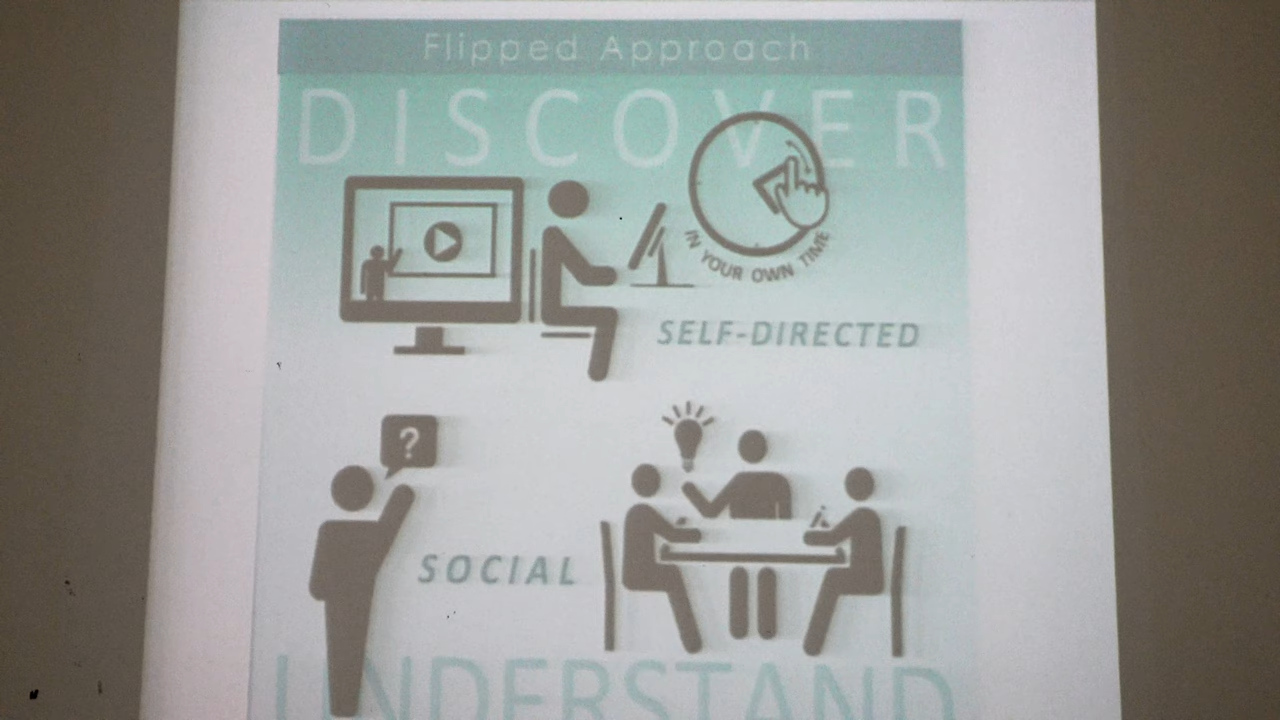 Flipped Approach
DISCOVER
IN YOUR OWN TIME
SELF-DIRECTED
?
SOCIAL
UNDERSTAND